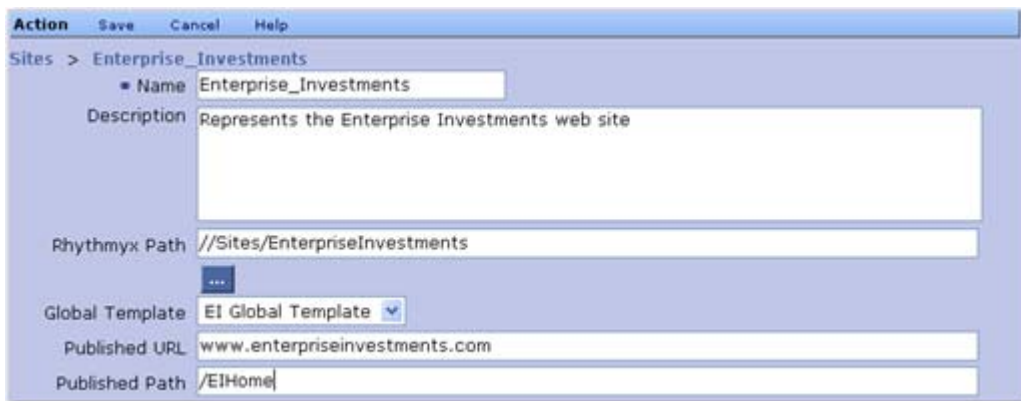 Action Save Cancel Help
Sites > Enterprise_Investments
Name Enterprise_Investments
Description Represents the Enterprise Investments web site
Rhythmyx Path //Sites/EnterpriseInvestments
...
Global Template EI Global Template
Published URL www.enterpriseinvestments.com
Published Path /EIHome